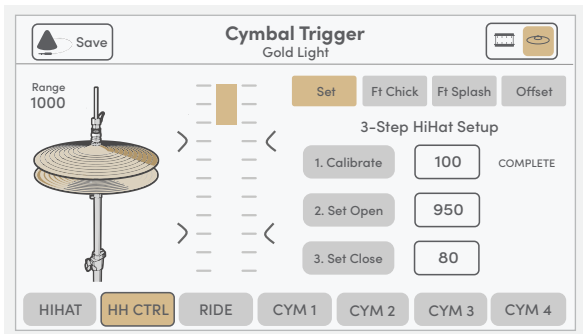 Save
Cymbal Trigger
Gold Light
Range
1000
Set
Ft Chick
Ft Splash
Offset
3-Step HiHat Setup
1. Calibrate
100
COMPLETE
2. Set Open
950
3. Set Close
80
HIHAT
HH CTRL
RIDE
CYM 1
CYM 2
CYM 3
CYM 4